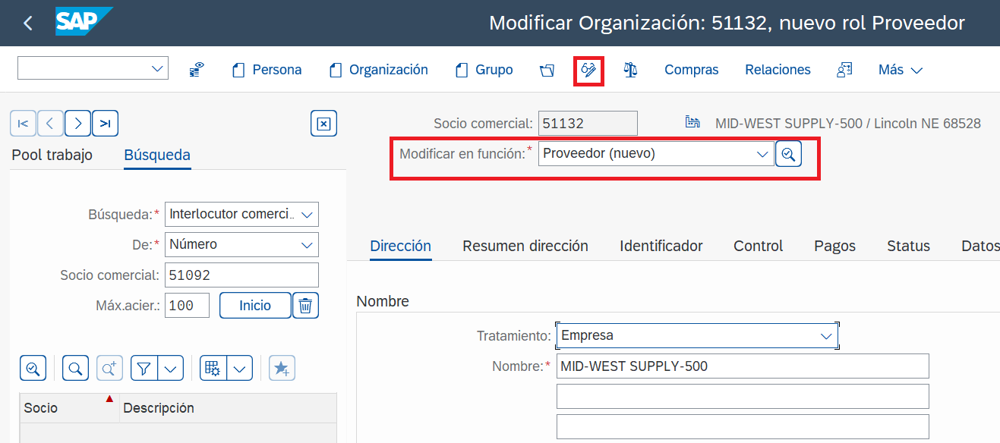 SAP
Modificar Organización: 51132, nuevo rol Proveedor
Persona
Organización
Grupo
Compras
Relaciones
Más
Socio comercial: 51132
MID-WEST SUPPLY-500 / Lincoln NE 68528
Modificar en función:* Proveedor (nuevo)
Pool trabajo
Búsqueda
Búsqueda:* Interlocutor comerci…
De:* Número
Socio comercial: 51092
Máx.acier.: 100
Inicio
Socio
Descripción
Dirección
Resumen dirección
Identificador
Control
Pagos
Status
Datos
Nombre
Tratamiento: Empresa
Nombre:* MID-WEST SUPPLY-500